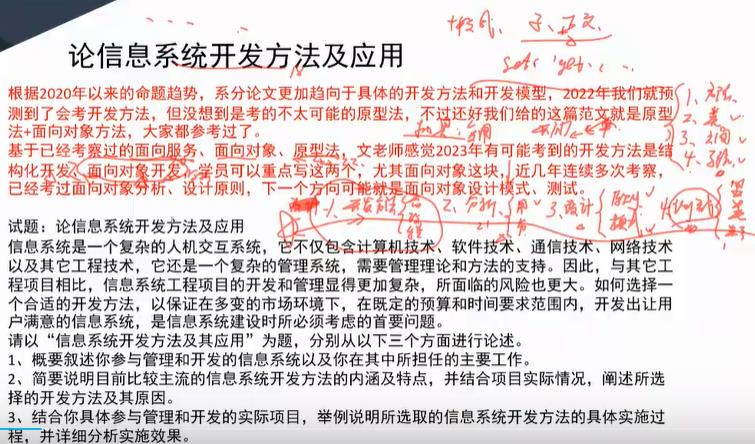 论信息系统开发方法及应用
根据2020年以来的命题趋势，系分论文更加趋向于具体的开发方法和开发模型，2022年我们就预
测到了会考开发方法，但没想到是考的不太可能的原型法，不过还好我们给的这篇范文就是原型
法+面向对象方法，大家都参考过了。
基于已经考察过的面向服务、面向对象、原型法，文老师感觉2023年有可能考到的开发方法是结
构化开发、面向对象开发，学员可以重点写这两个，尤其面向对象这块，近几年连续多次考察，
已经考过面向对象分析、设计原则，下一个方向可能就是面向对象设计模式、测试。
试题：论信息系统开发方法及应用
信息系统是一个复杂的人机交互系统，它不仅包含计算机技术、软件技术、通信技术、网络技术
以及其它工程技术，它还是一个复杂的管理系统，需要管理理论和方法的支持。因此，与其它工
程项目相比，信息系统工程项目的开发和管理显得更加复杂，所面临的风险也更大。如何选择一
个合适的开发方法，以保证在多变的市场环境下，在既定的预算和时间要求范围内，开发出让用
户满意的信息系统，是信息系统建设时所必须考虑的首要问题。
请以“信息系统开发方法及其应用”为题，分别从以下三个方面进行论述。
1、概要叙述你参与管理和开发的信息系统以及你在其中所担任的主要工作。
2、简要说明目前比较主流的信息系统开发方法的内涵及特点，并结合项目实际情况，阐述所选
择的开发方法及其原因。
3、结合你具体参与管理和开发的实际项目，举例说明所选取的信息系统开发方法的具体实施过
程，并详细分析实施效果。